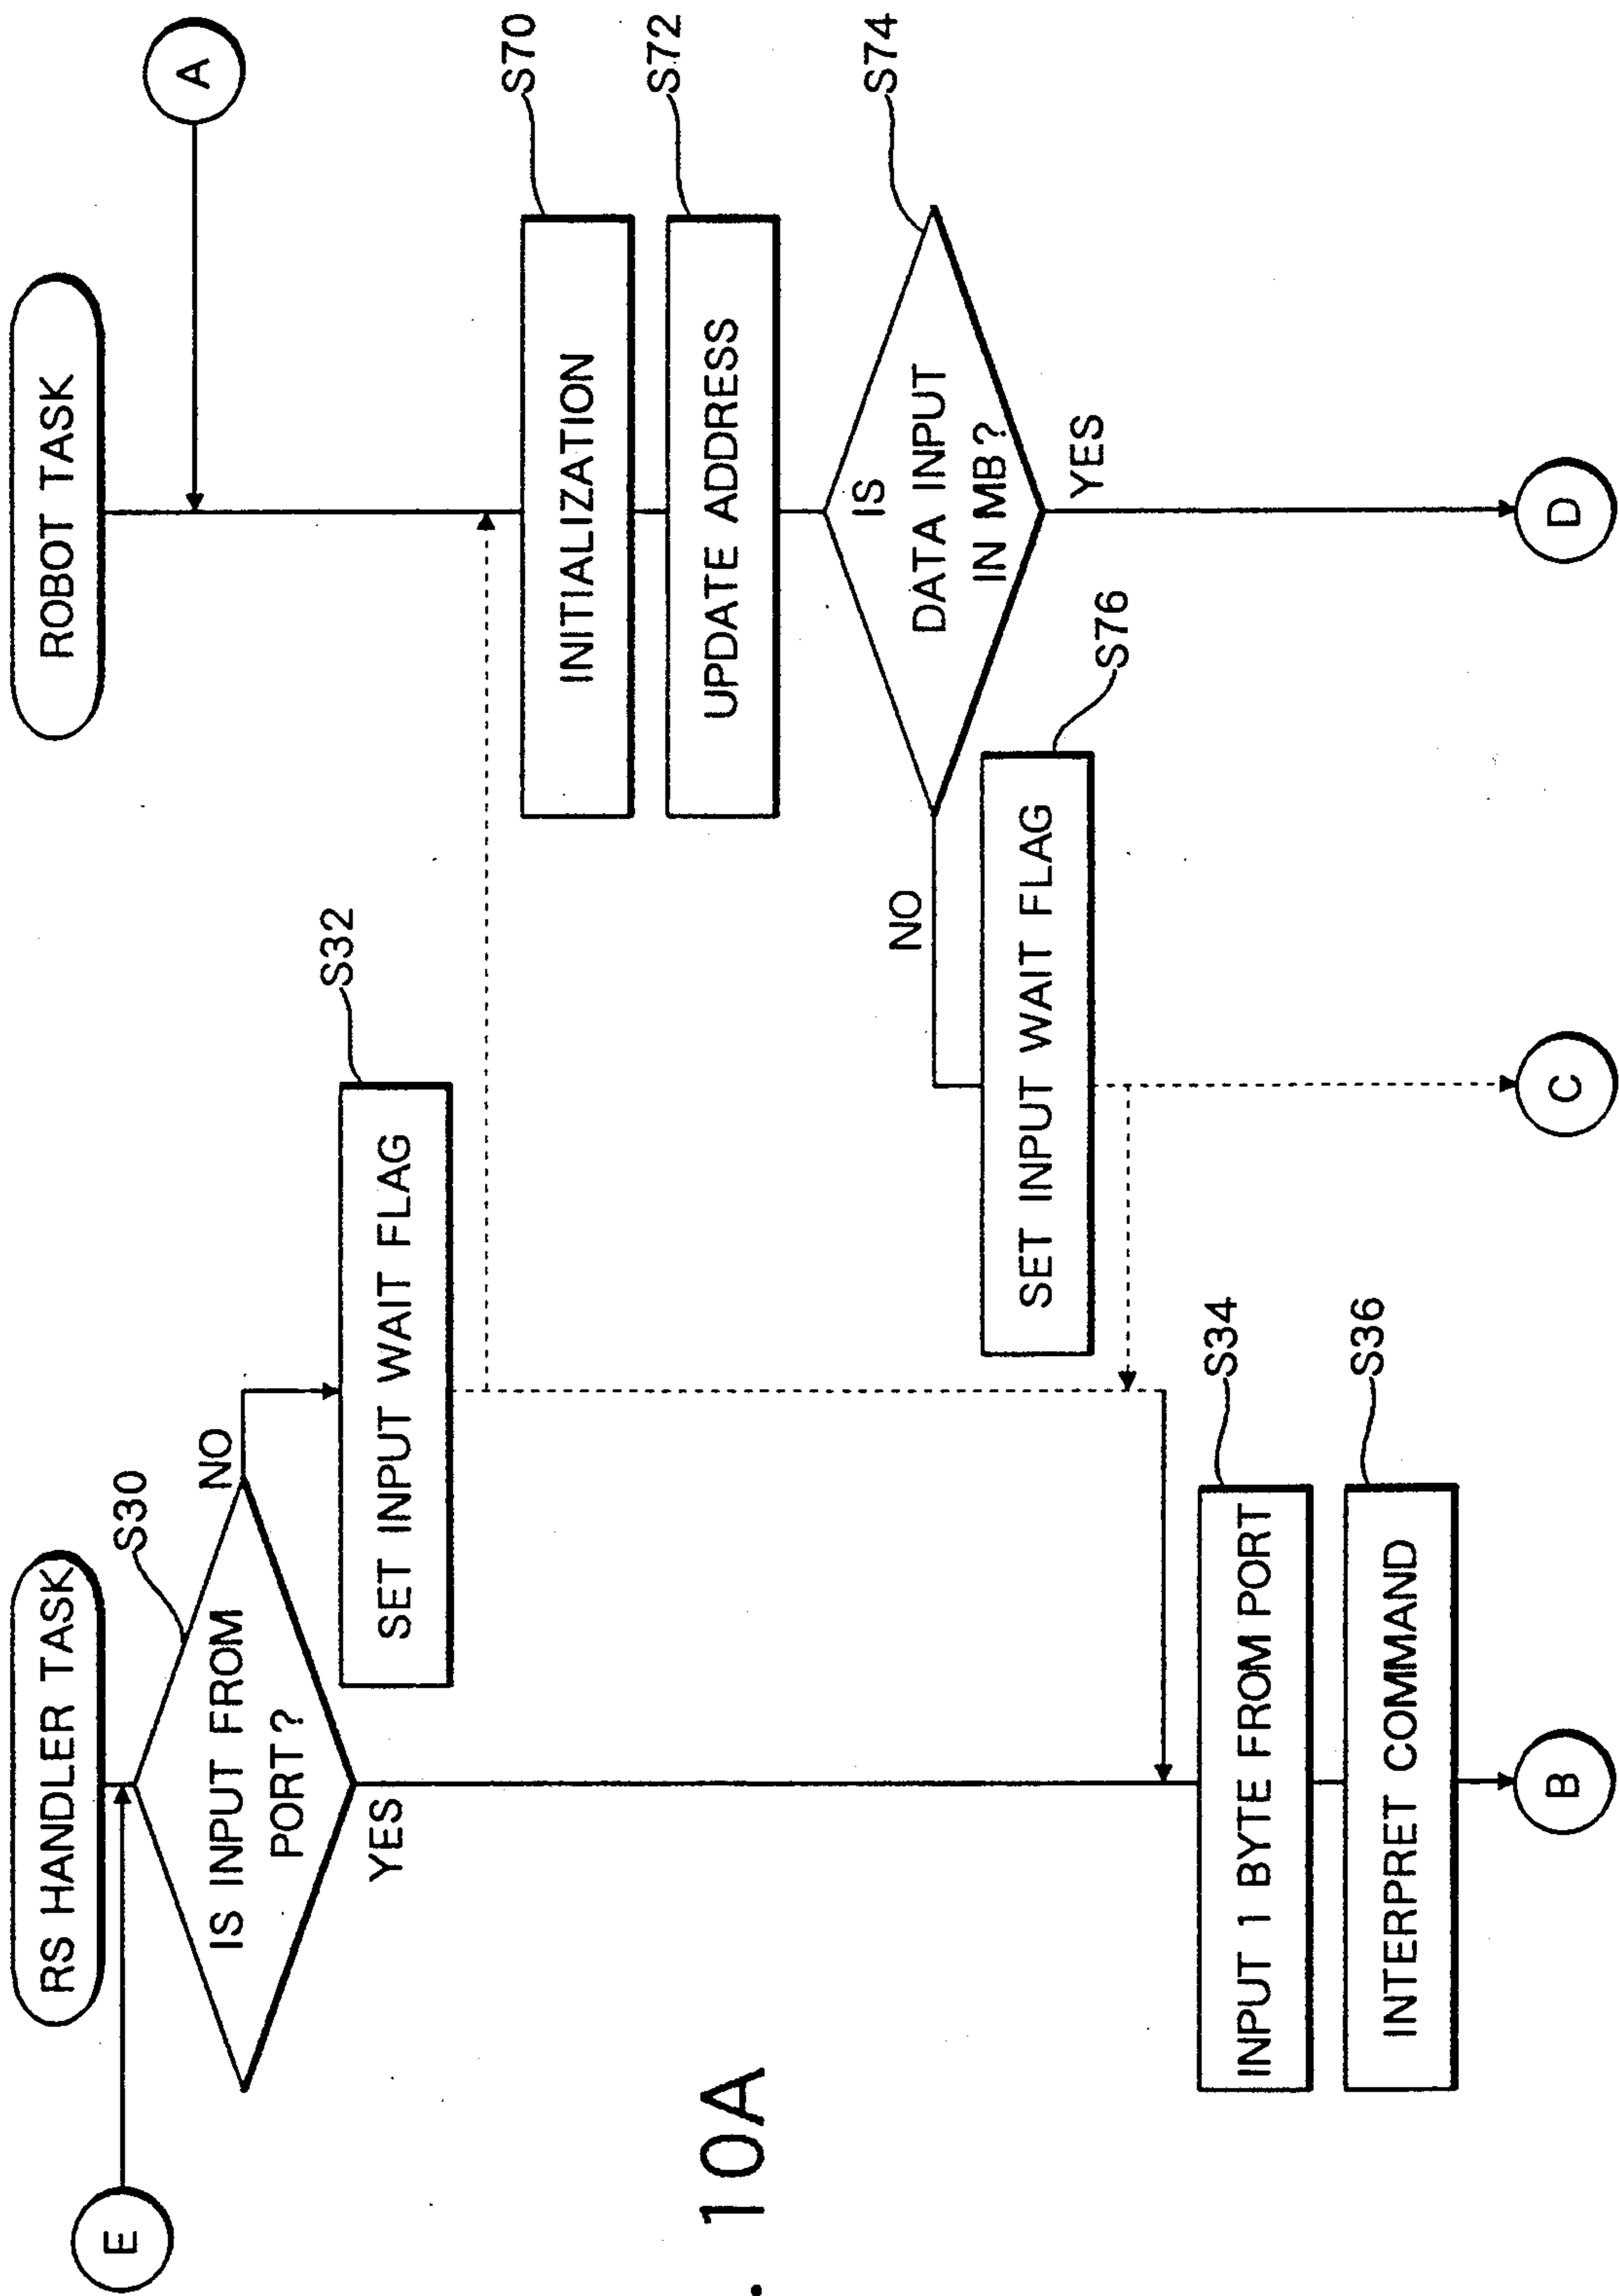 RS HANDLER TASK
E
S30
IS INPUT FROM
PORT?
NO
YES
S32
SET INPUT WAIT FLAG
S34
INPUT 1 BYTE FROM PORT
S36
INTERPRET COMMAND
B
ROBOT TASK
A
S70
INITIALIZATION
S72
UPDATE ADDRESS
S74
IS
DATA INPUT
IN MB?
NO
YES
S76
SET INPUT WAIT FLAG
C
D
. 10A